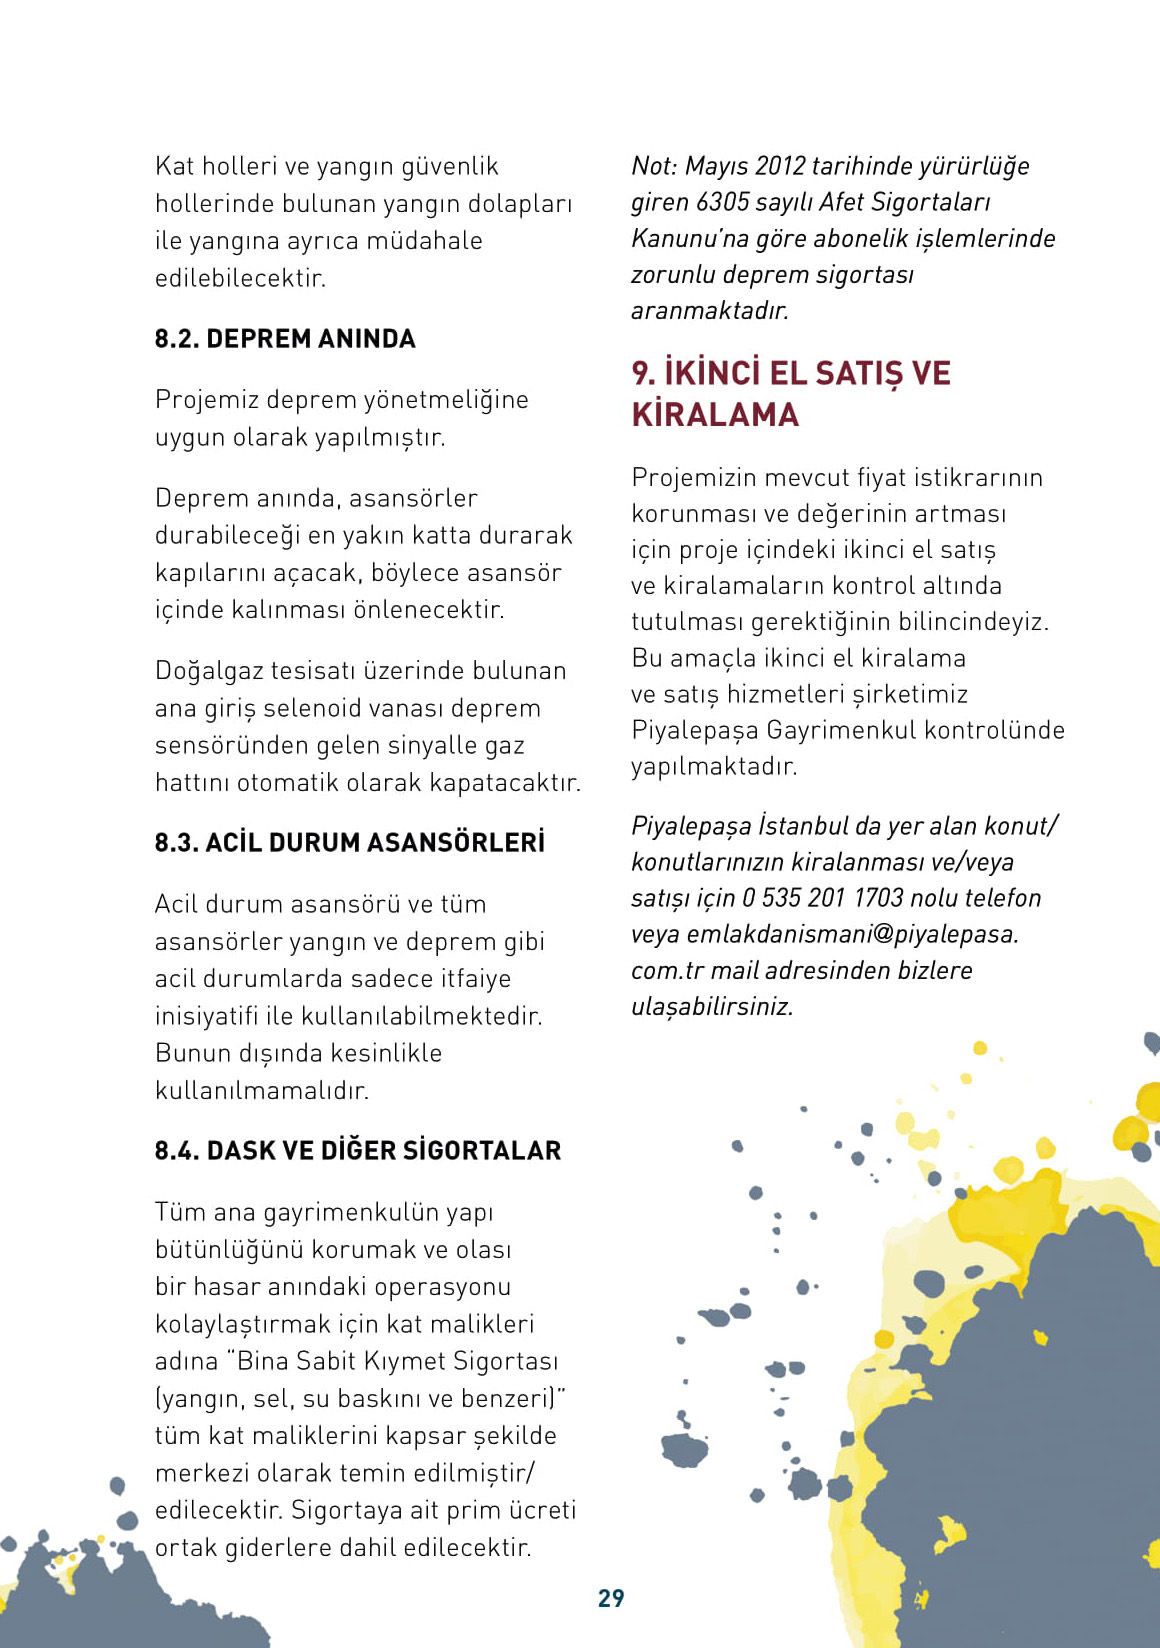 Kat holleri ve yangın güvenlik
hollerinde bulunan yangın dolapları
ile yangına ayrıca müdahale
edilebilecektir.
8.2. DEPREM ANINDA
Projemiz deprem yönetmeliğine
uygun olarak yapılmıştır.
Deprem anında, asansörler
durabileceği en yakın katta durarak
kapılarını açacak, böylece asansör
içinde kalınması önlenecektir.
Doğalgaz tesisatı üzerinde bulunan
ana giriş selenoid vanası deprem
sensöründen gelen sinyalle gaz
hattını otomatik olarak kapatacaktır.
8.3. ACİL DURUM ASANSÖRLERİ
Acil durum asansörü ve tüm
asansörler yangın ve deprem gibi
acil durumlarda sadece itfaiye
inisiyatifi ile kullanılabilmektedir.
Bunun dışında kesinlikle
kullanılmamalıdır.
8.4. DASK VE DİĞER SİGORTALAR
Tüm ana gayrimenkulün yapı
bütünlüğünü korumak ve olası
bir hasar anındaki operasyonu
kolaylaştırmak için kat malikleri
adına “Bina Sabit Kıymet Sigortası
(yangın, sel, su baskını ve benzeri)”
tüm kat maliklerini kapsar şekilde
merkezi olarak temin edilmiştir/
edilecektir. Sigortaya ait prim ücreti
ortak giderlere dahil edilecektir.
Not: Mayıs 2012 tarihinde yürürlüğe
giren 6305 sayılı Afet Sigortaları
Kanunu’na göre abonelik işlemlerinde
zorunlu deprem sigortası
aranmaktadır.
9. İKİNCİ EL SATIŞ VE
KİRALAMA
Projemizin mevcut fiyat istikrarının
korunması ve değerinin artması
için proje içindeki ikinci el satış
ve kiralamaların kontrol altında
tutulması gerektiğinin bilincindeyiz.
Bu amaçla ikinci el kiralama
ve satış hizmetleri şirketimiz
Piyalepaşa Gayrimenkul kontrolünde
yapılmaktadır.
Piyalepaşa İstanbul da yer alan konut/
konutlarınızın kiralanması ve/veya
satışı için 0 535 201 1703 nolu telefon
veya emlakdanismani@piyalepasa.
com.tr mail adresinden bizlere
ulaşabilirsiniz.
29